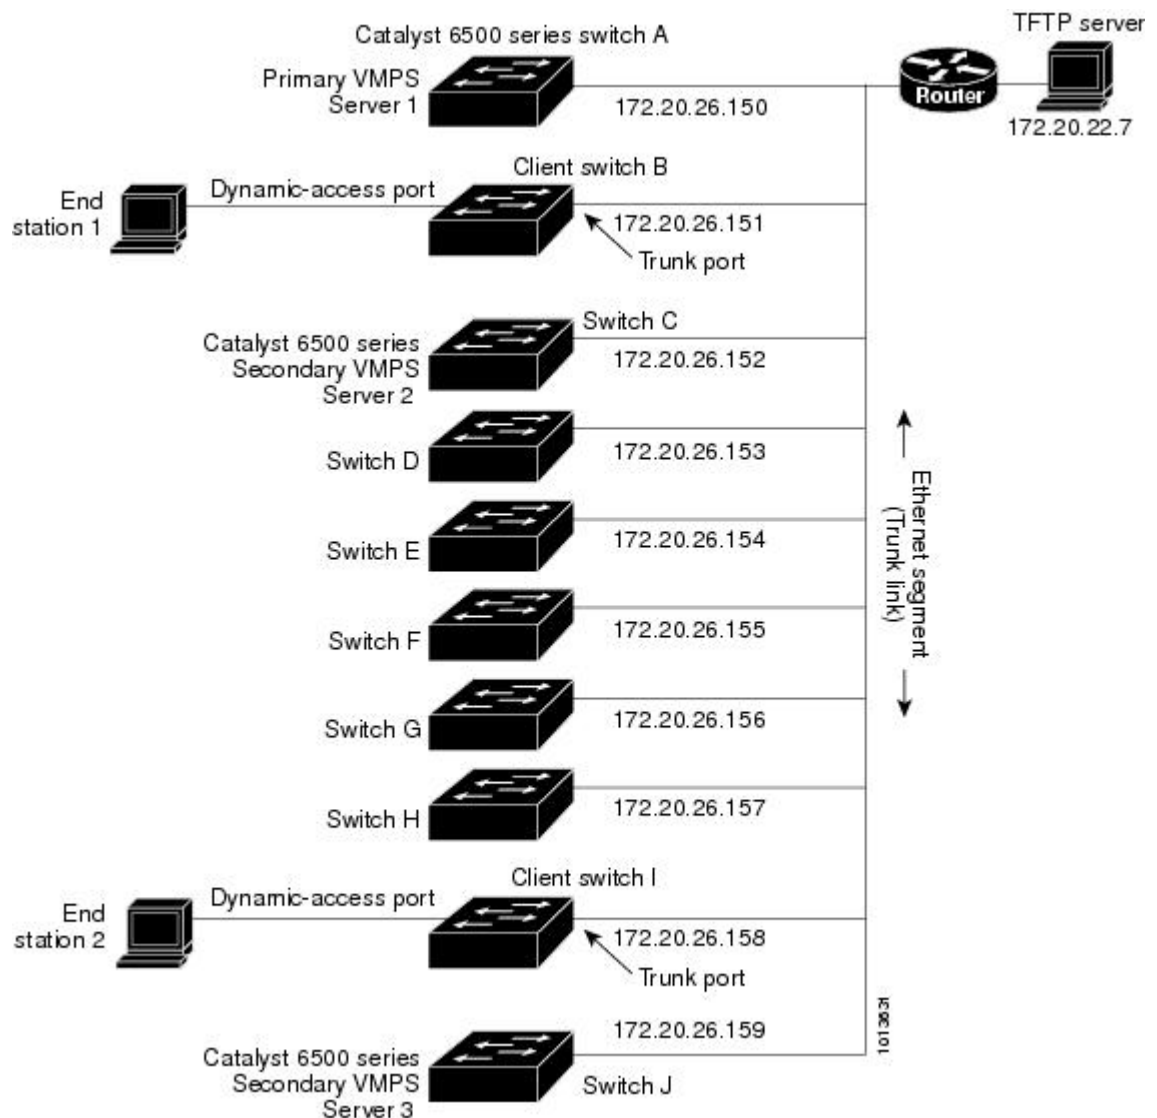 Catalyst 6500 series switch A
TFTP server
Primary VMPS
Server 1
172.20.26.150
Router
172.20.22.7
Client switch B
End
station 1
Dynamic-access port
172.20.26.151
Trunk port
Switch C
Catalyst 6500 series
Secondary VMPS
Server 2
172.20.26.152
Switch D
172.20.26.153
Switch E
172.20.26.154
Ethernet segment
(Trunk link)
Switch F
172.20.26.155
Switch G
172.20.26.156
Switch H
172.20.26.157
Client switch I
End
station 2
Dynamic-access port
172.20.26.158
Trunk port
172.20.26.159
Catalyst 6500 series
Secondary VMPS
Server 3
Switch J